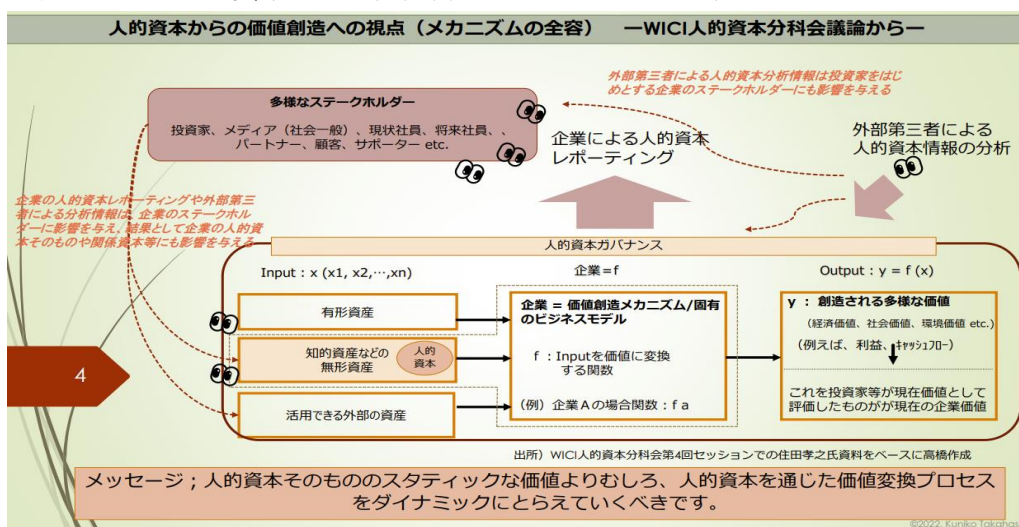 人的資本からの価値創造への視点（メカニズムの全容）　―WICI人的資本分科会議論から―
外部第三者による人的資本分析情報は投資家をはじ
めとする企業のステークホルダーにも影響を与える
多様なステークホルダー
投資家、メディア（社会一般）、現状社員、将来社員、、
パートナー、顧客、サポーター etc.
企業による人的資本
レポーティング
外部第三者による
人的資本情報の分析
企業の人的資本レポーティングや外部第三
者による分析情報は、企業のステークホル
ダーに影響を与え、結果として企業の人的資
本そのものや関係資本等にも影響を与える
人的資本ガバナンス
Input : x (x1, x2,…,xn)
企業=f
Output : y = f (x)
有形資産
知的資産などの
無形資産
人的
資本
活用できる外部の資産
企業 = 価値創造メカニズム/固有
のビジネスモデル
f ：Inputを価値に変換
する関数
（例）企業Ａの場合関数：f a
y ： 創造される多様な価値
（経済価値、社会価値、環境価値 etc.）
（例えば、利益、ｷｬｯｼｭﾌﾛｰ）
これを投資家等が現在価値として
評価したものがが現在の企業価値
4
出所）WICI人的資本分科会第4回セッションでの住田孝之氏資料をベースに高橋作成
メッセージ；人的資本そのもののスタティックな価値よりむしろ、人的資本を通じた価値変換プロセス
をダイナミックにとらえていくべきです。
©2022. Kuniko Takahas